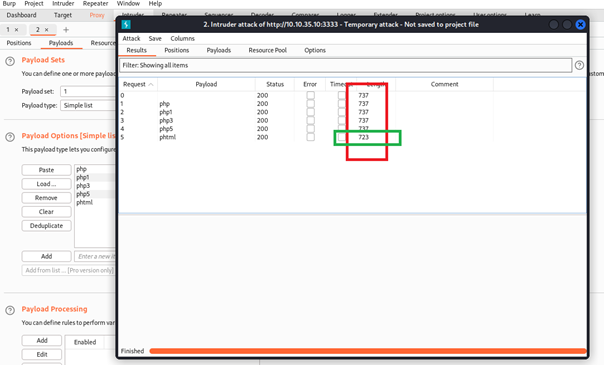 Burp Project Intruder Repeater Window Help
Dashboard Target Proxy Intruder Repeater
1 × 2 × +
Positions Payloads Resource
Payload Sets
You can define one or more payload
Payload set: 1
Payload type: Simple list
Payload Options [Simple lis
This payload type lets you configure
Paste
Load ...
Remove
Clear
Deduplicate
php
php1
php3
php5
phtml
Add Enter a new it
Add from list ... [Pro version only]
Payload Processing
You can define rules to perform var
Add Enabled
Edit
2. Intruder attack of http://10.10.35.10:3333 - Temporary attack - Not saved to project file
Attack Save Columns
Results Positions Payloads Resource Pool Options
Filter: Showing all items
Request Payload Status Error Timeout Length Comment
0 200 737
1 php 200 737
2 php1 200 737
3 php3 200 737
4 php5 200 737
5 phtml 200 723
Finished
custom